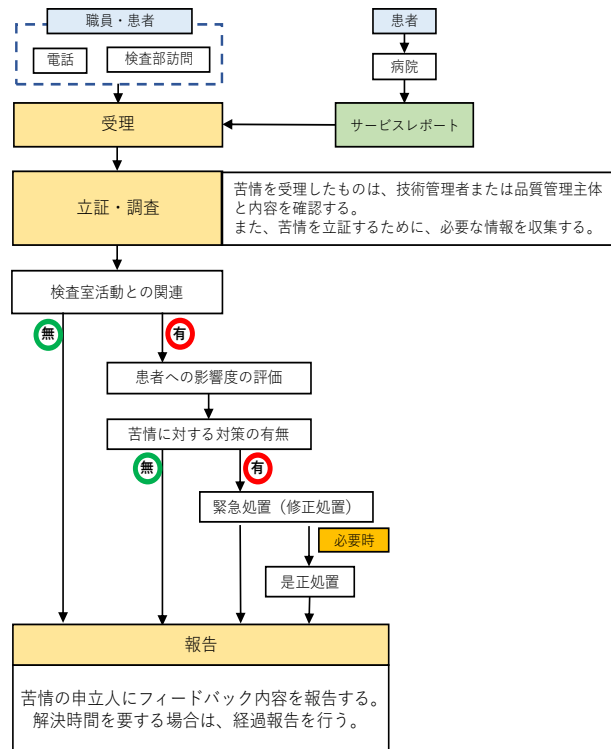 職員・患者
患者
電話
検査部訪問
病院
受理
サービスレポート
立証・調査
苦情を受理したものは、技術管理者または品質管理主体
と内容を確認する。
また、苦情を立証するために、必要な情報を収集する。
検査室活動との関連
無
有
患者への影響度の評価
苦情に対する対策の有無
無
有
緊急処置（修正処置）
必要時
是正処置
報告
苦情の申立人にフィードバック内容を報告する。
解決時間を要する場合は、経過報告を行う。